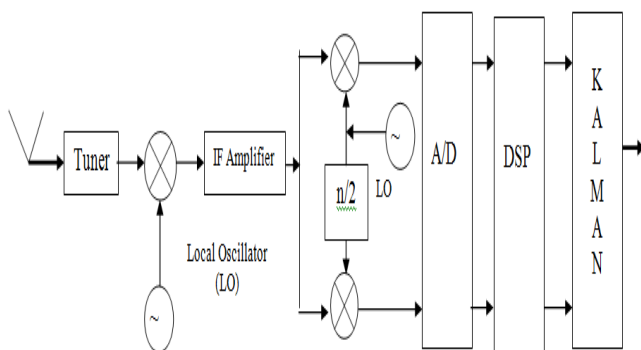 Tuner
~
Local Oscillator
(LO)
IF Amplifier
n/2
~
LO
A/D
DSP
K
A
L
M
A
N